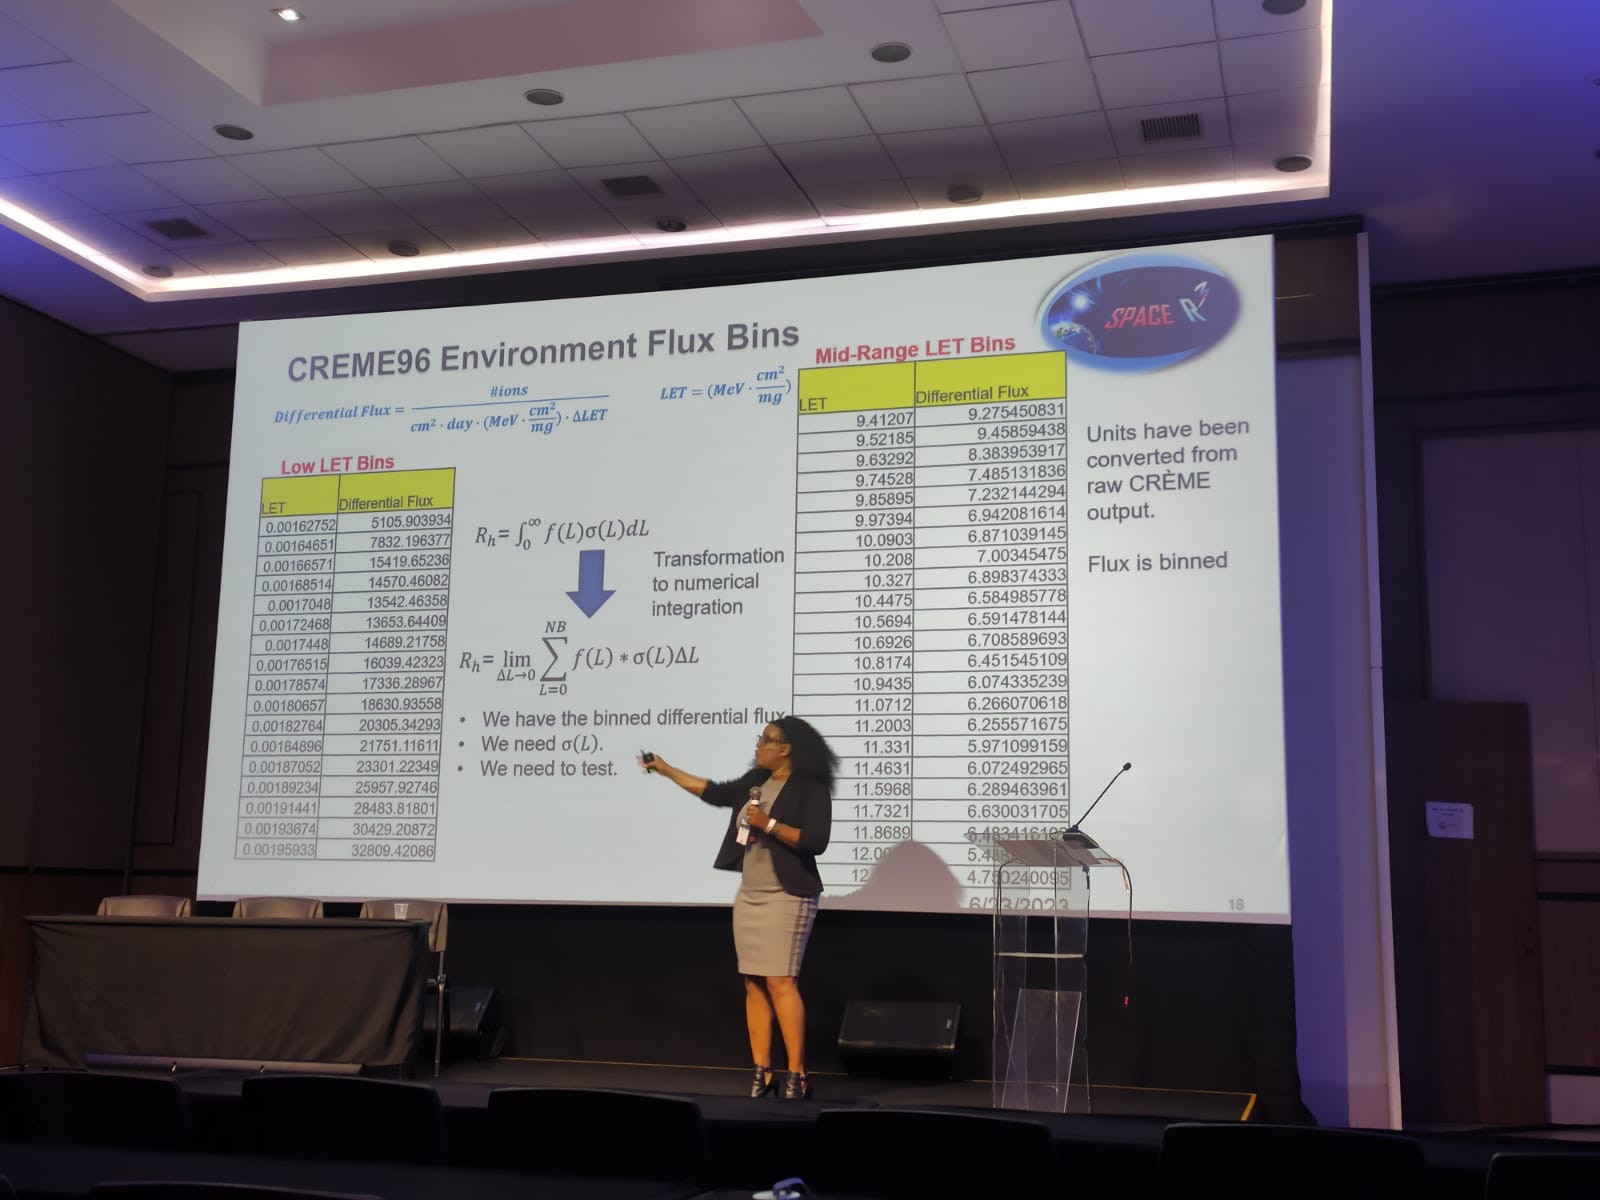 SPACE R³
CREME96 Environment Flux Bins
Differential Flux = #ions / cm² · day · (MeV · cm²/mg) · ΔLET
LET = (MeV · cm²/mg)
Low LET Bins
LET Differential Flux
0.00162752 5105.903934
0.00164651 7832.196377
0.00166571 15419.65236
0.00168514 14570.46082
0.0017048 13542.46358
0.00172468 13653.64409
0.0017448 14689.21758
0.00176515 16039.42323
0.00178574 17336.28967
0.00180657 18630.93558
0.00182764 20305.34293
0.00184896 21751.11611
0.00187052 23301.22349
0.00189234 25957.92746
0.00191441 28483.81801
0.00193674 30429.20872
0.00195933 32809.42086
Rₕ= ∫₀^∞ f(L)σ(L)dL
Transformation
to numerical
integration
Rₕ= lim ΔL→0 ∑ L=0 NB f(L) * σ(L)ΔL
• We have the binned differential flux
• We need σ(L).
• We need to test.
Mid-Range LET Bins
LET Differential Flux
9.41207 9.275450831
9.52185 9.45859438
9.63292 8.383953917
9.74528 7.485131836
9.85895 7.232144294
9.97394 6.942081614
10.0903 6.871039145
10.208 7.00345475
10.327 6.898374333
10.4475 6.584985778
10.5694 6.591478144
10.6926 6.708589693
10.8174 6.451545109
10.9435 6.074335239
11.0712 6.266070618
11.2003 6.255571675
11.331 5.971099159
11.4631 6.072492965
11.5968 6.289463961
11.7321 6.630031705
11.8689
4.750240095
Units have been
converted from
raw CRÈME
output.
Flux is binned
6/23/2023
18